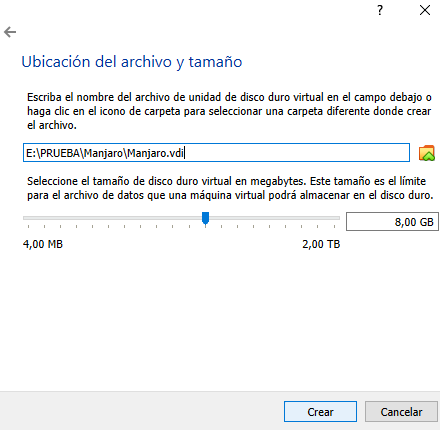 ?
Ubicación del archivo y tamaño
Escriba el nombre del archivo de unidad de disco duro virtual en el campo debajo o
haga clic en el icono de carpeta para seleccionar una carpeta diferente donde crear
el archivo.
E:\PRUEBA\Manjaro\Manjaro.vdi
Seleccione el tamaño de disco duro virtual en megabytes. Este tamaño es el límite
para el archivo de datos que una máquina virtual podrá almacenar en el disco duro.
8,00 GB
4,00 MB 2,00 TB
Crear Cancelar